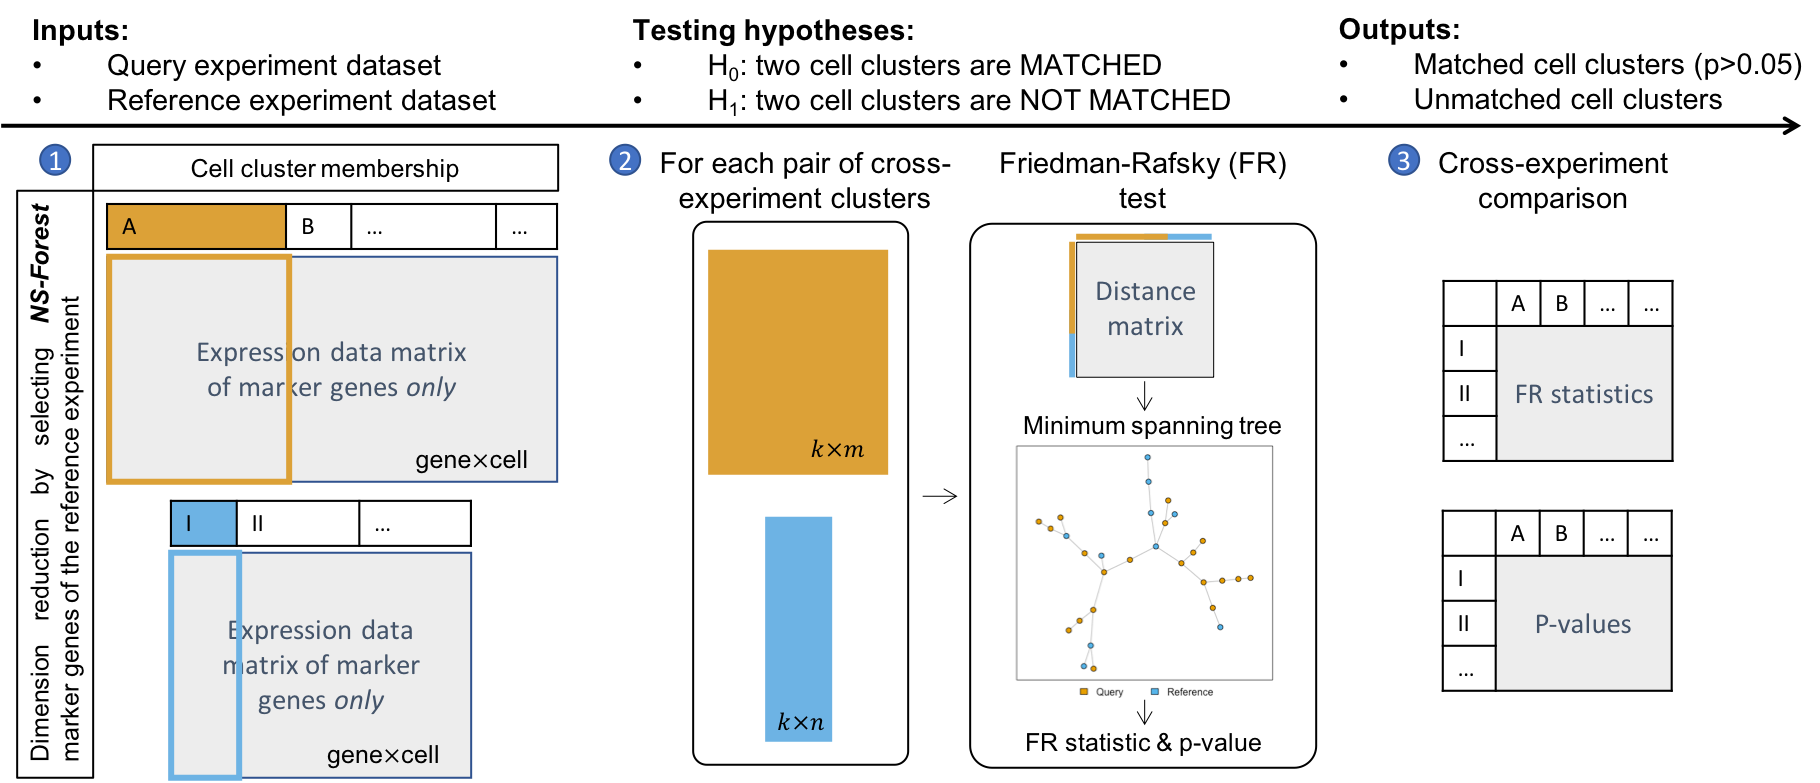 Inputs:
• Query experiment dataset
• Reference experiment dataset
Testing hypotheses:
• H₀: two cell clusters are MATCHED
• H₁: two cell clusters are NOT MATCHED
Outputs:
• Matched cell clusters (p>0.05)
• Unmatched cell clusters
1
Cell cluster membership
Dimension reduction by selecting NS-Forest
marker genes of the reference experiment
A B ... ...
Expression data matrix
of marker genes only
gene×cell
I II ...
Expression data
matrix of marker
genes only
gene×cell
2 For each pair of cross-
experiment clusters
k×m
k×n
Friedman-Rafsky (FR)
test
Distance
matrix
Minimum spanning tree
Query Reference
FR statistic & p-value
3 Cross-experiment
comparison
A B ... ...
I
II
...
FR statistics
A B ... ...
I
II
...
P-values